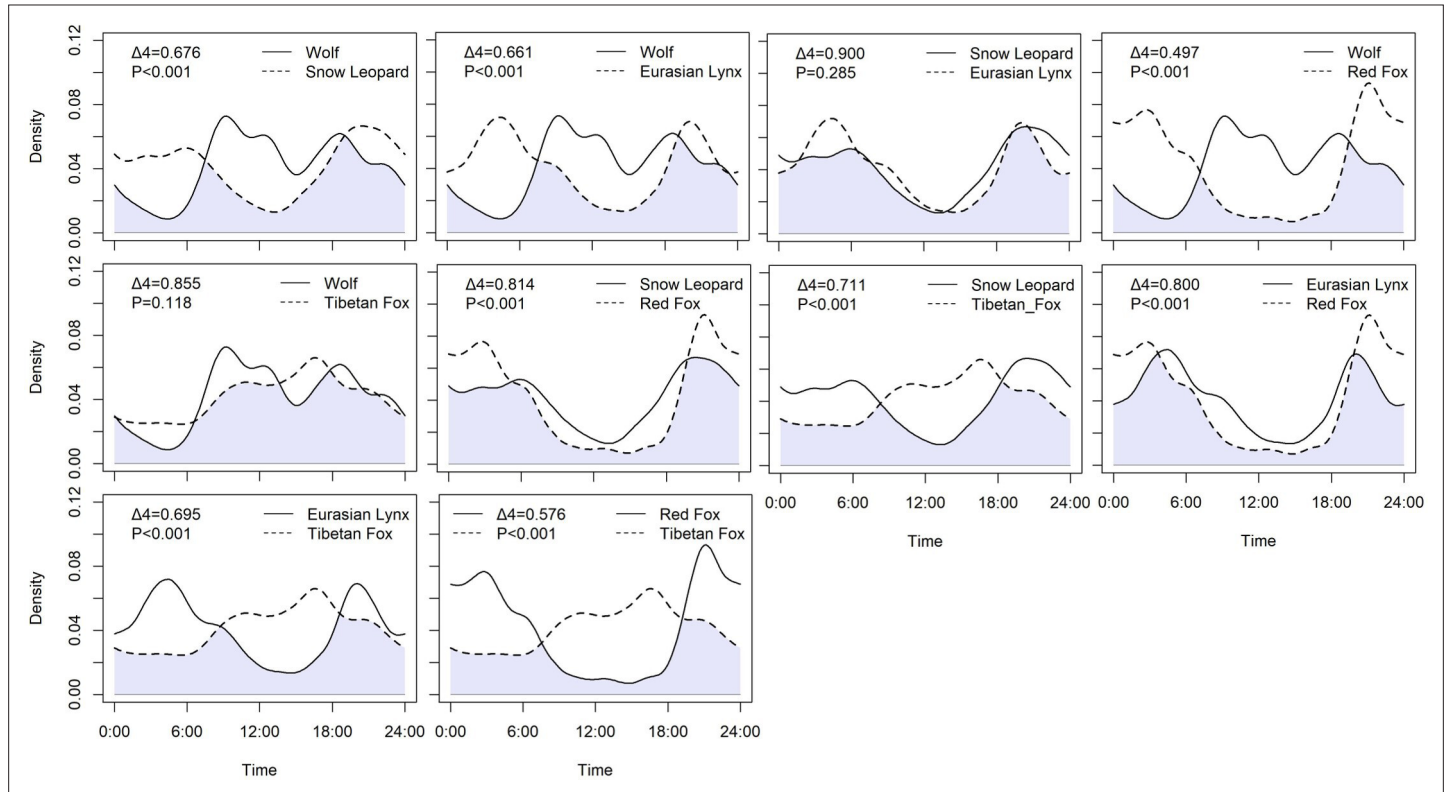 Δ4=0.676 Wolf
P<0.001 Snow Leopard
Δ4=0.661 Wolf
P<0.001 Eurasian Lynx
Δ4=0.900 Snow Leopard
P=0.285 Eurasian Lynx
Δ4=0.497 Wolf
P<0.001 Red Fox
Density
0.12
0.08
0.04
0.00
Δ4=0.855 Wolf
P=0.118 Tibetan Fox
Δ4=0.814 Snow Leopard
P<0.001 Red Fox
Δ4=0.711 Snow Leopard
P<0.001 Tibetan_Fox
Δ4=0.800 Eurasian Lynx
P<0.001 Red Fox
Density
0.12
0.08
0.04
0.00
0:00 6:00 12:00 18:00 24:00
Time
0:00 6:00 12:00 18:00 24:00
Time
Δ4=0.695 Eurasian Lynx
P<0.001 Tibetan Fox
Δ4=0.576 Red Fox
P<0.001 Tibetan Fox
Density
0.12
0.08
0.04
0.00
0:00 6:00 12:00 18:00 24:00
Time
0:00 6:00 12:00 18:00 24:00
Time